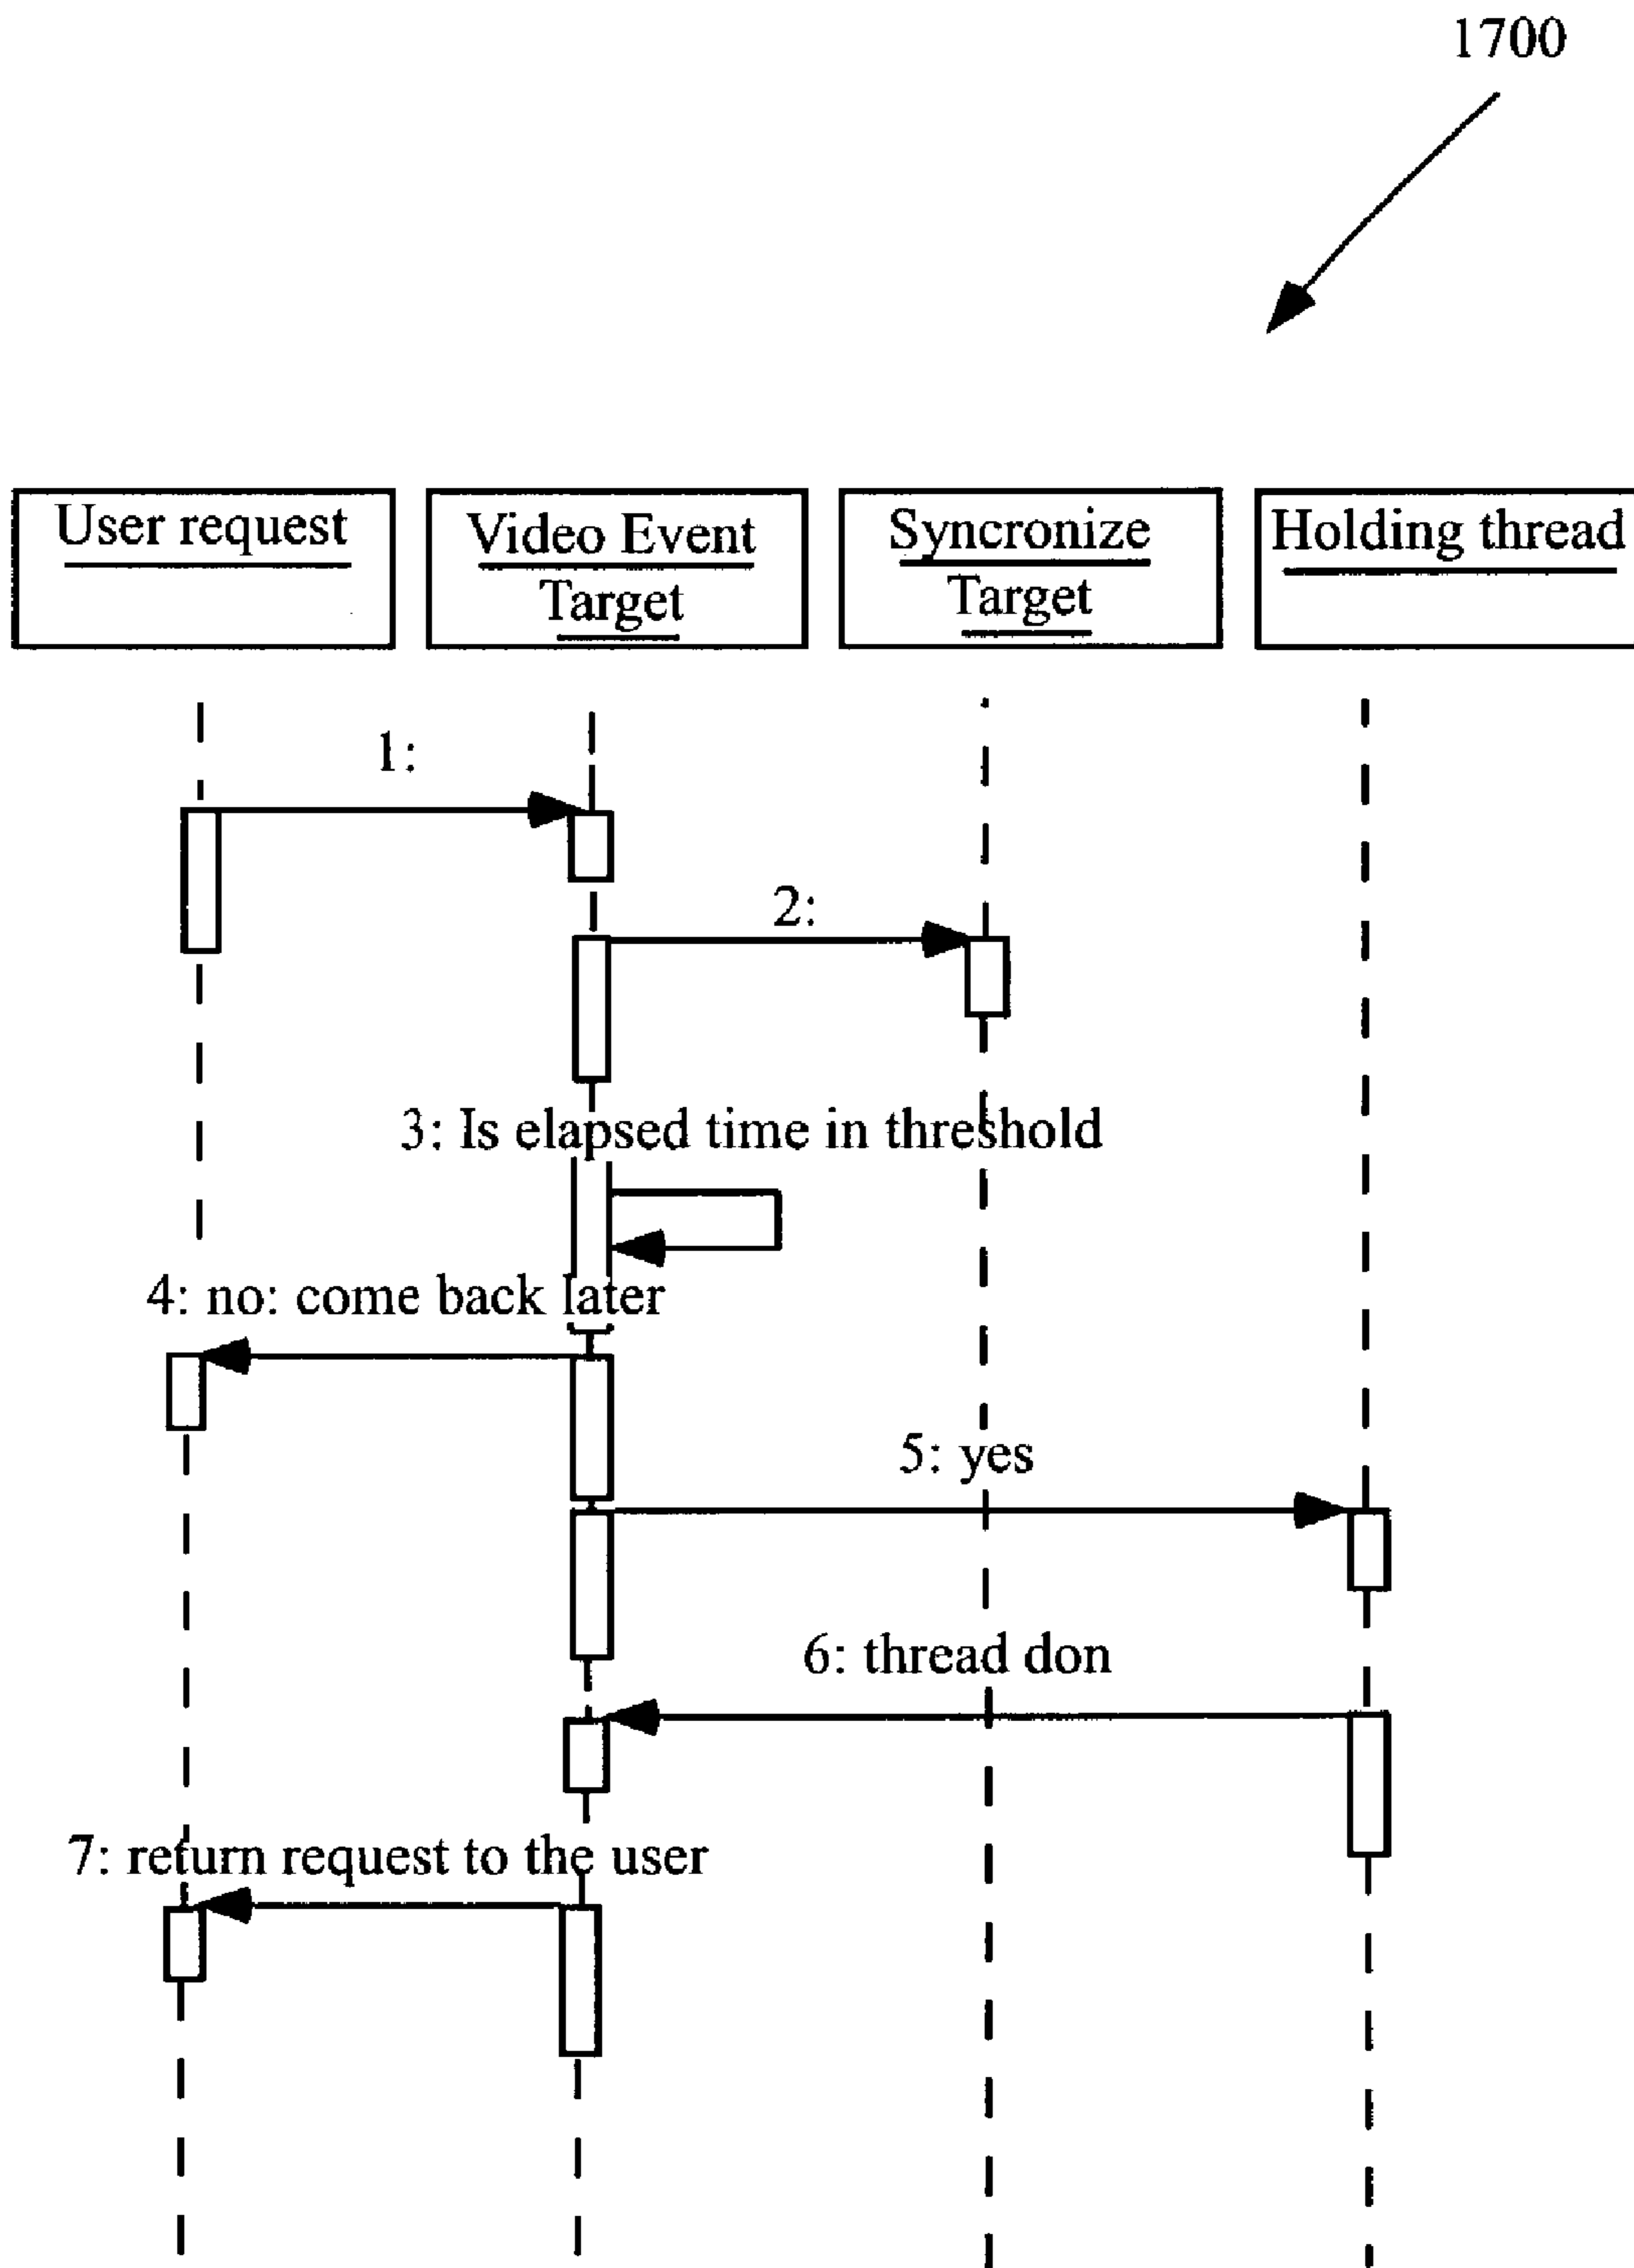 1700
User request
Video Event
Target
Syncronize
Target
Holding thread
1:
2:
3: Is elapsed time in threshold
4: no: come back later
5: yes
6: thread don
7: return request to the user